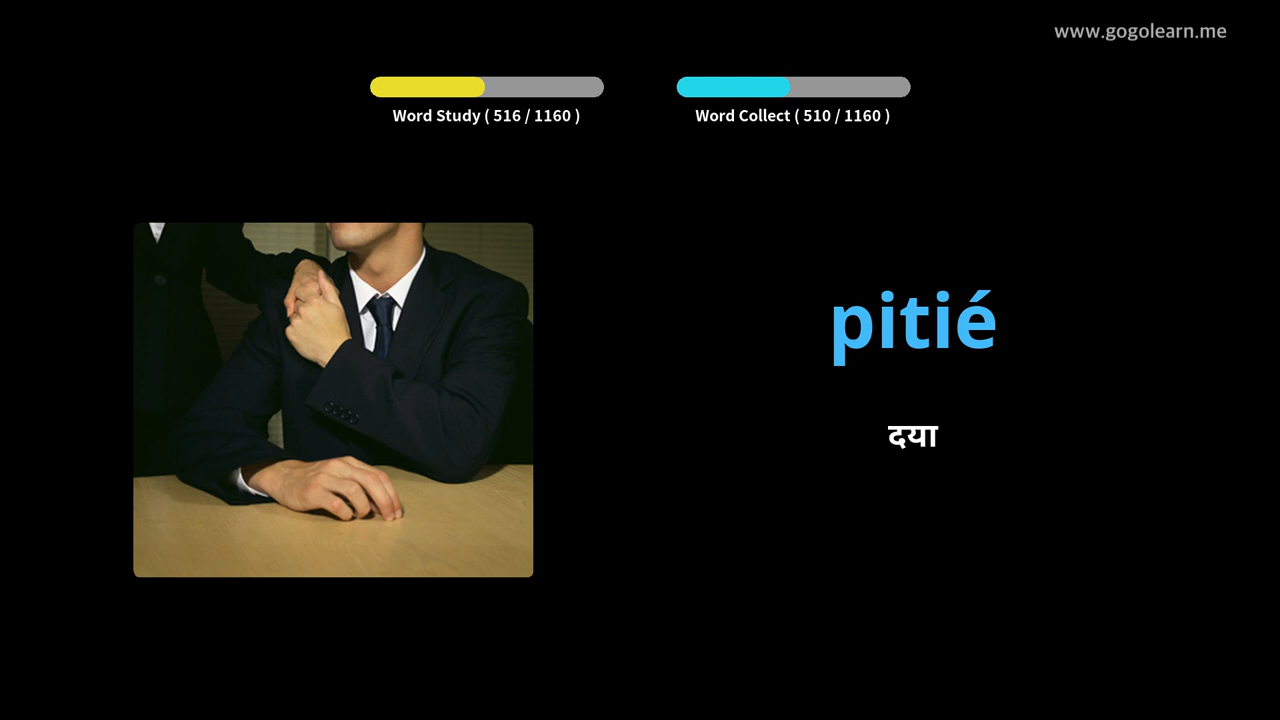 www.gogolearn.me
Word Study ( 516 / 1160 )
Word Collect ( 510 / 1160 )
pitié
दया